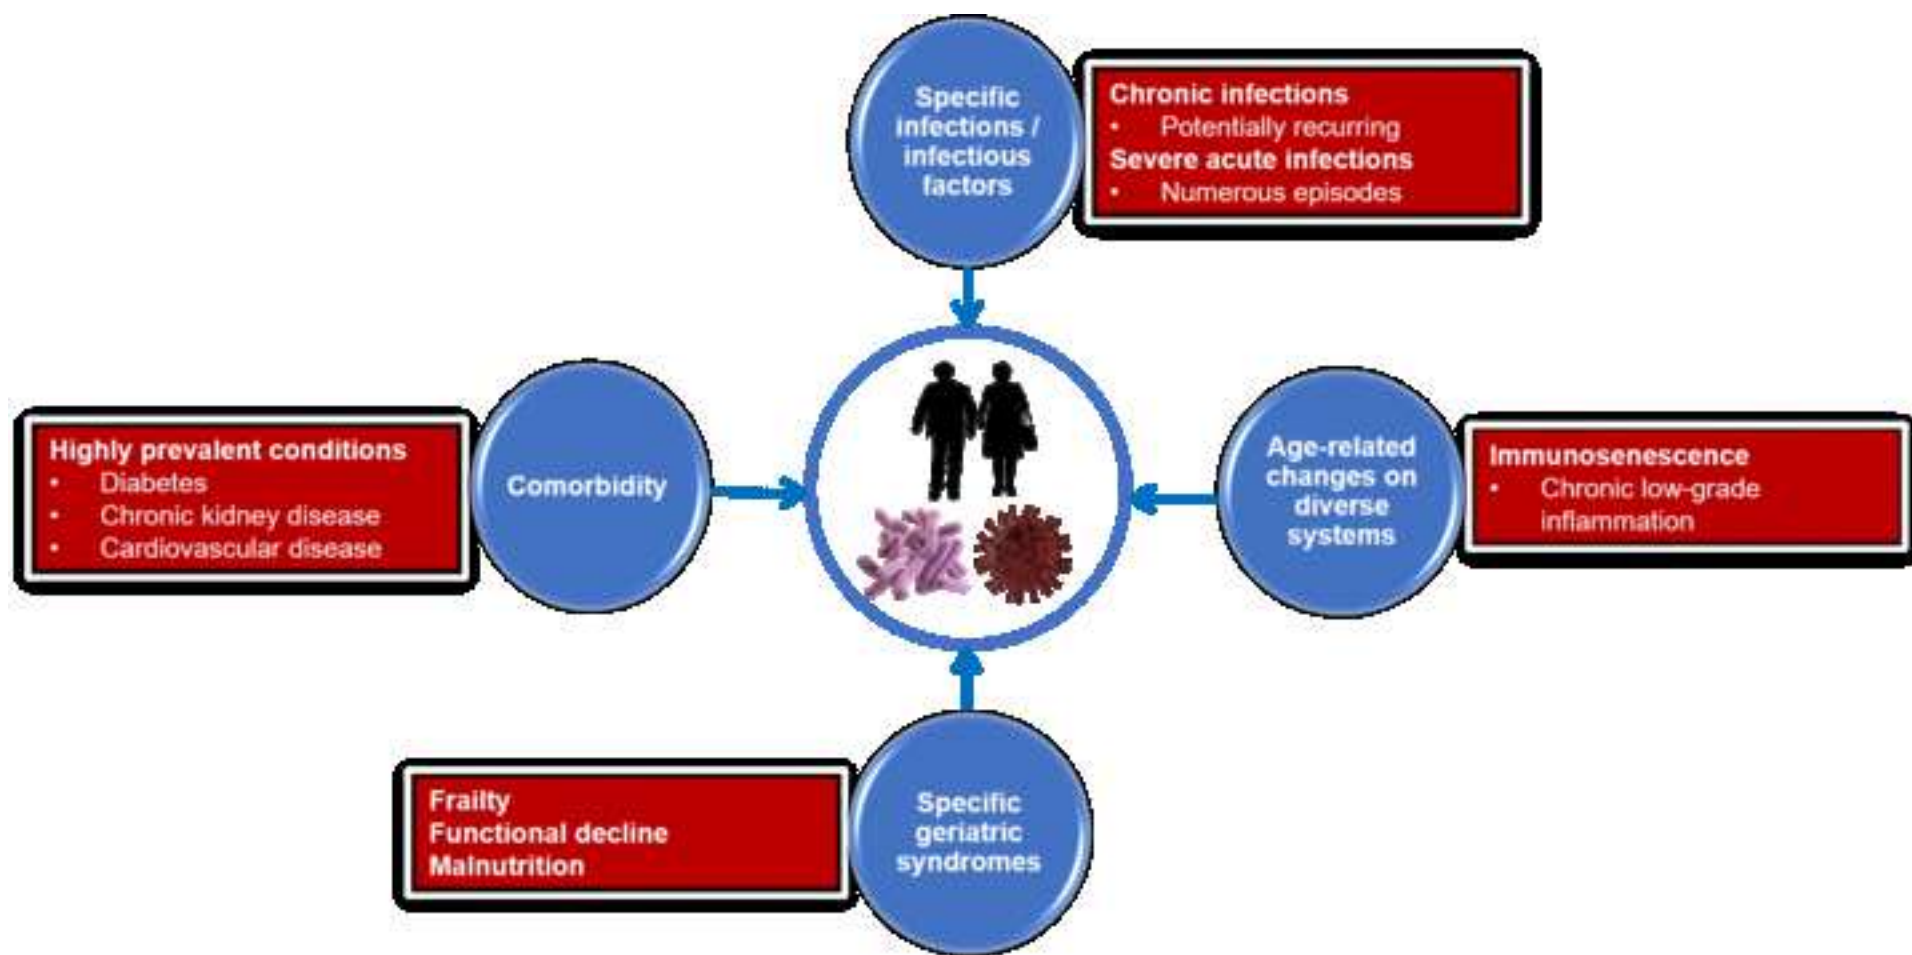 Specific
infections /
infectious
factors
Chronic infections
• Potentially recurring
Severe acute infections
• Numerous episodes
Highly prevalent conditions
• Diabetes
• Chronic kidney disease
• Cardiovascular disease
Comorbidity
Age-related
changes on
diverse
systems
Immunosenescence
• Chronic low-grade
inflammation
Frailty
Functional decline
Malnutrition
Specific
geriatric
syndromes